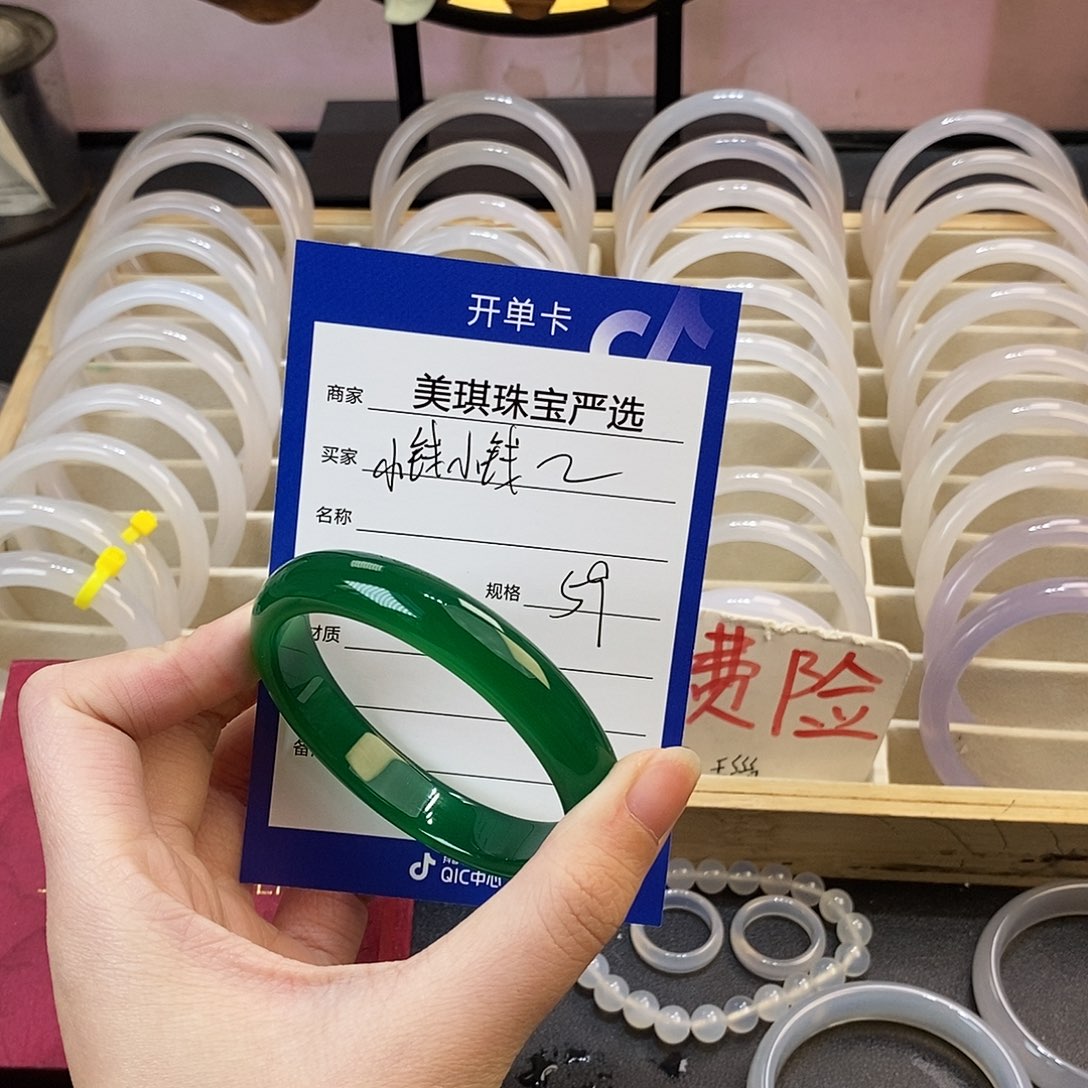 开单卡
商家 美琪珠宝严选
买家 小钱小钱~
名称
规格 59
材质
QIC中心
费险